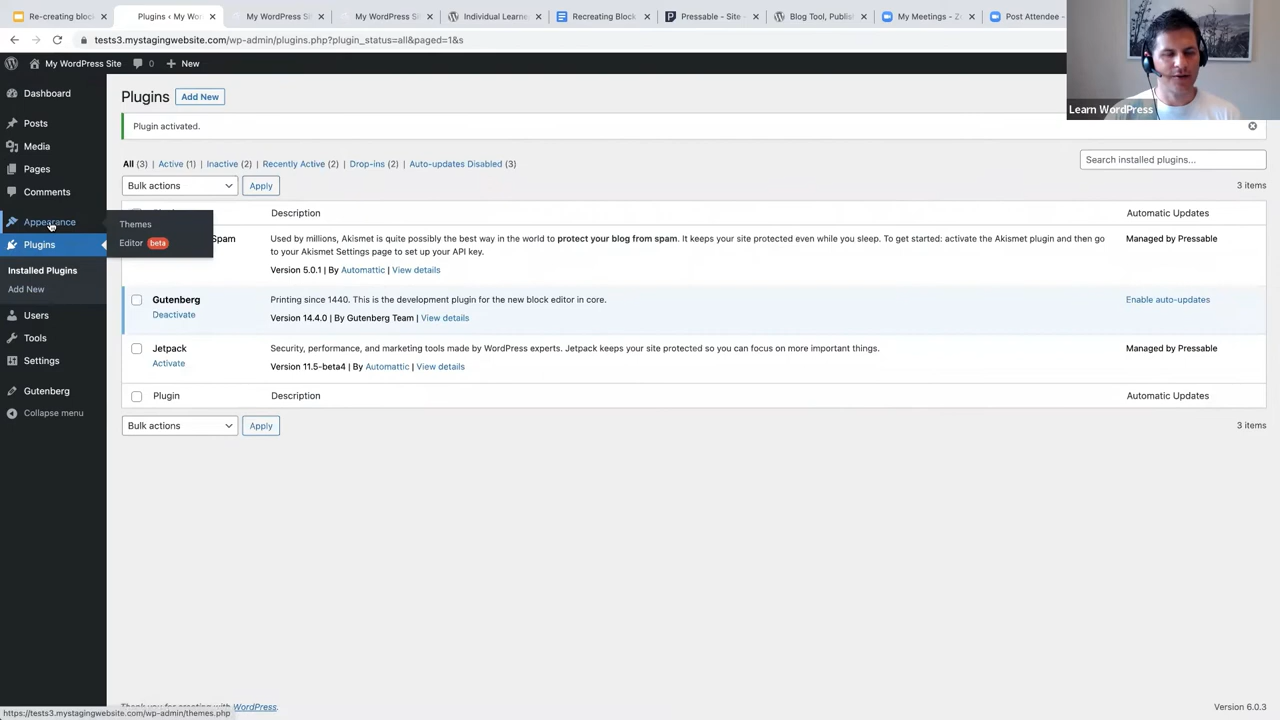 Re-creating block
Plugins ‹ My Wor
My WordPress Si
My WordPress Si
Individual Learne
Recreating Block
Pressable - Site
Blog Tool, Publis
My Meetings - Zo
Post Attendee -
tests3.mystagingwebsite.com/wp-admin/plugins.php?plugin_status=all&paged=1&s
My WordPress Site
0
New
Learn WordPress
Dashboard
Posts
Media
Pages
Comments
Appearance
Themes
Editor beta
Plugins
Installed Plugins
Add New
Users
Tools
Settings
Gutenberg
Collapse menu
Plugins Add New
Plugin activated.
All (3) | Active (1) | Inactive (2) | Recently Active (2) | Drop-ins (2) | Auto-updates Disabled (3)
Search installed plugins...
Bulk actions Apply
3 items
Description Automatic Updates
Spam
Used by millions, Akismet is quite possibly the best way in the world to protect your blog from spam. It keeps your site protected even while you sleep. To get started: activate the Akismet plugin and then go
to your Akismet Settings page to set up your API key.
Version 5.0.1 | By Automattic | View details
Managed by Pressable
Gutenberg
Deactivate
Printing since 1440. This is the development plugin for the new block editor in core.
Version 14.4.0 | By Gutenberg Team | View details
Enable auto-updates
Jetpack
Activate
Security, performance, and marketing tools made by WordPress experts. Jetpack keeps your site protected so you can focus on more important things.
Version 11.5-beta4 | By Automattic | View details
Managed by Pressable
Plugin Description Automatic Updates
Bulk actions Apply
3 items
Thank you for creating with WordPress.
Version 6.0.3
https://tests3.mystagingwebsite.com/wp-admin/themes.php